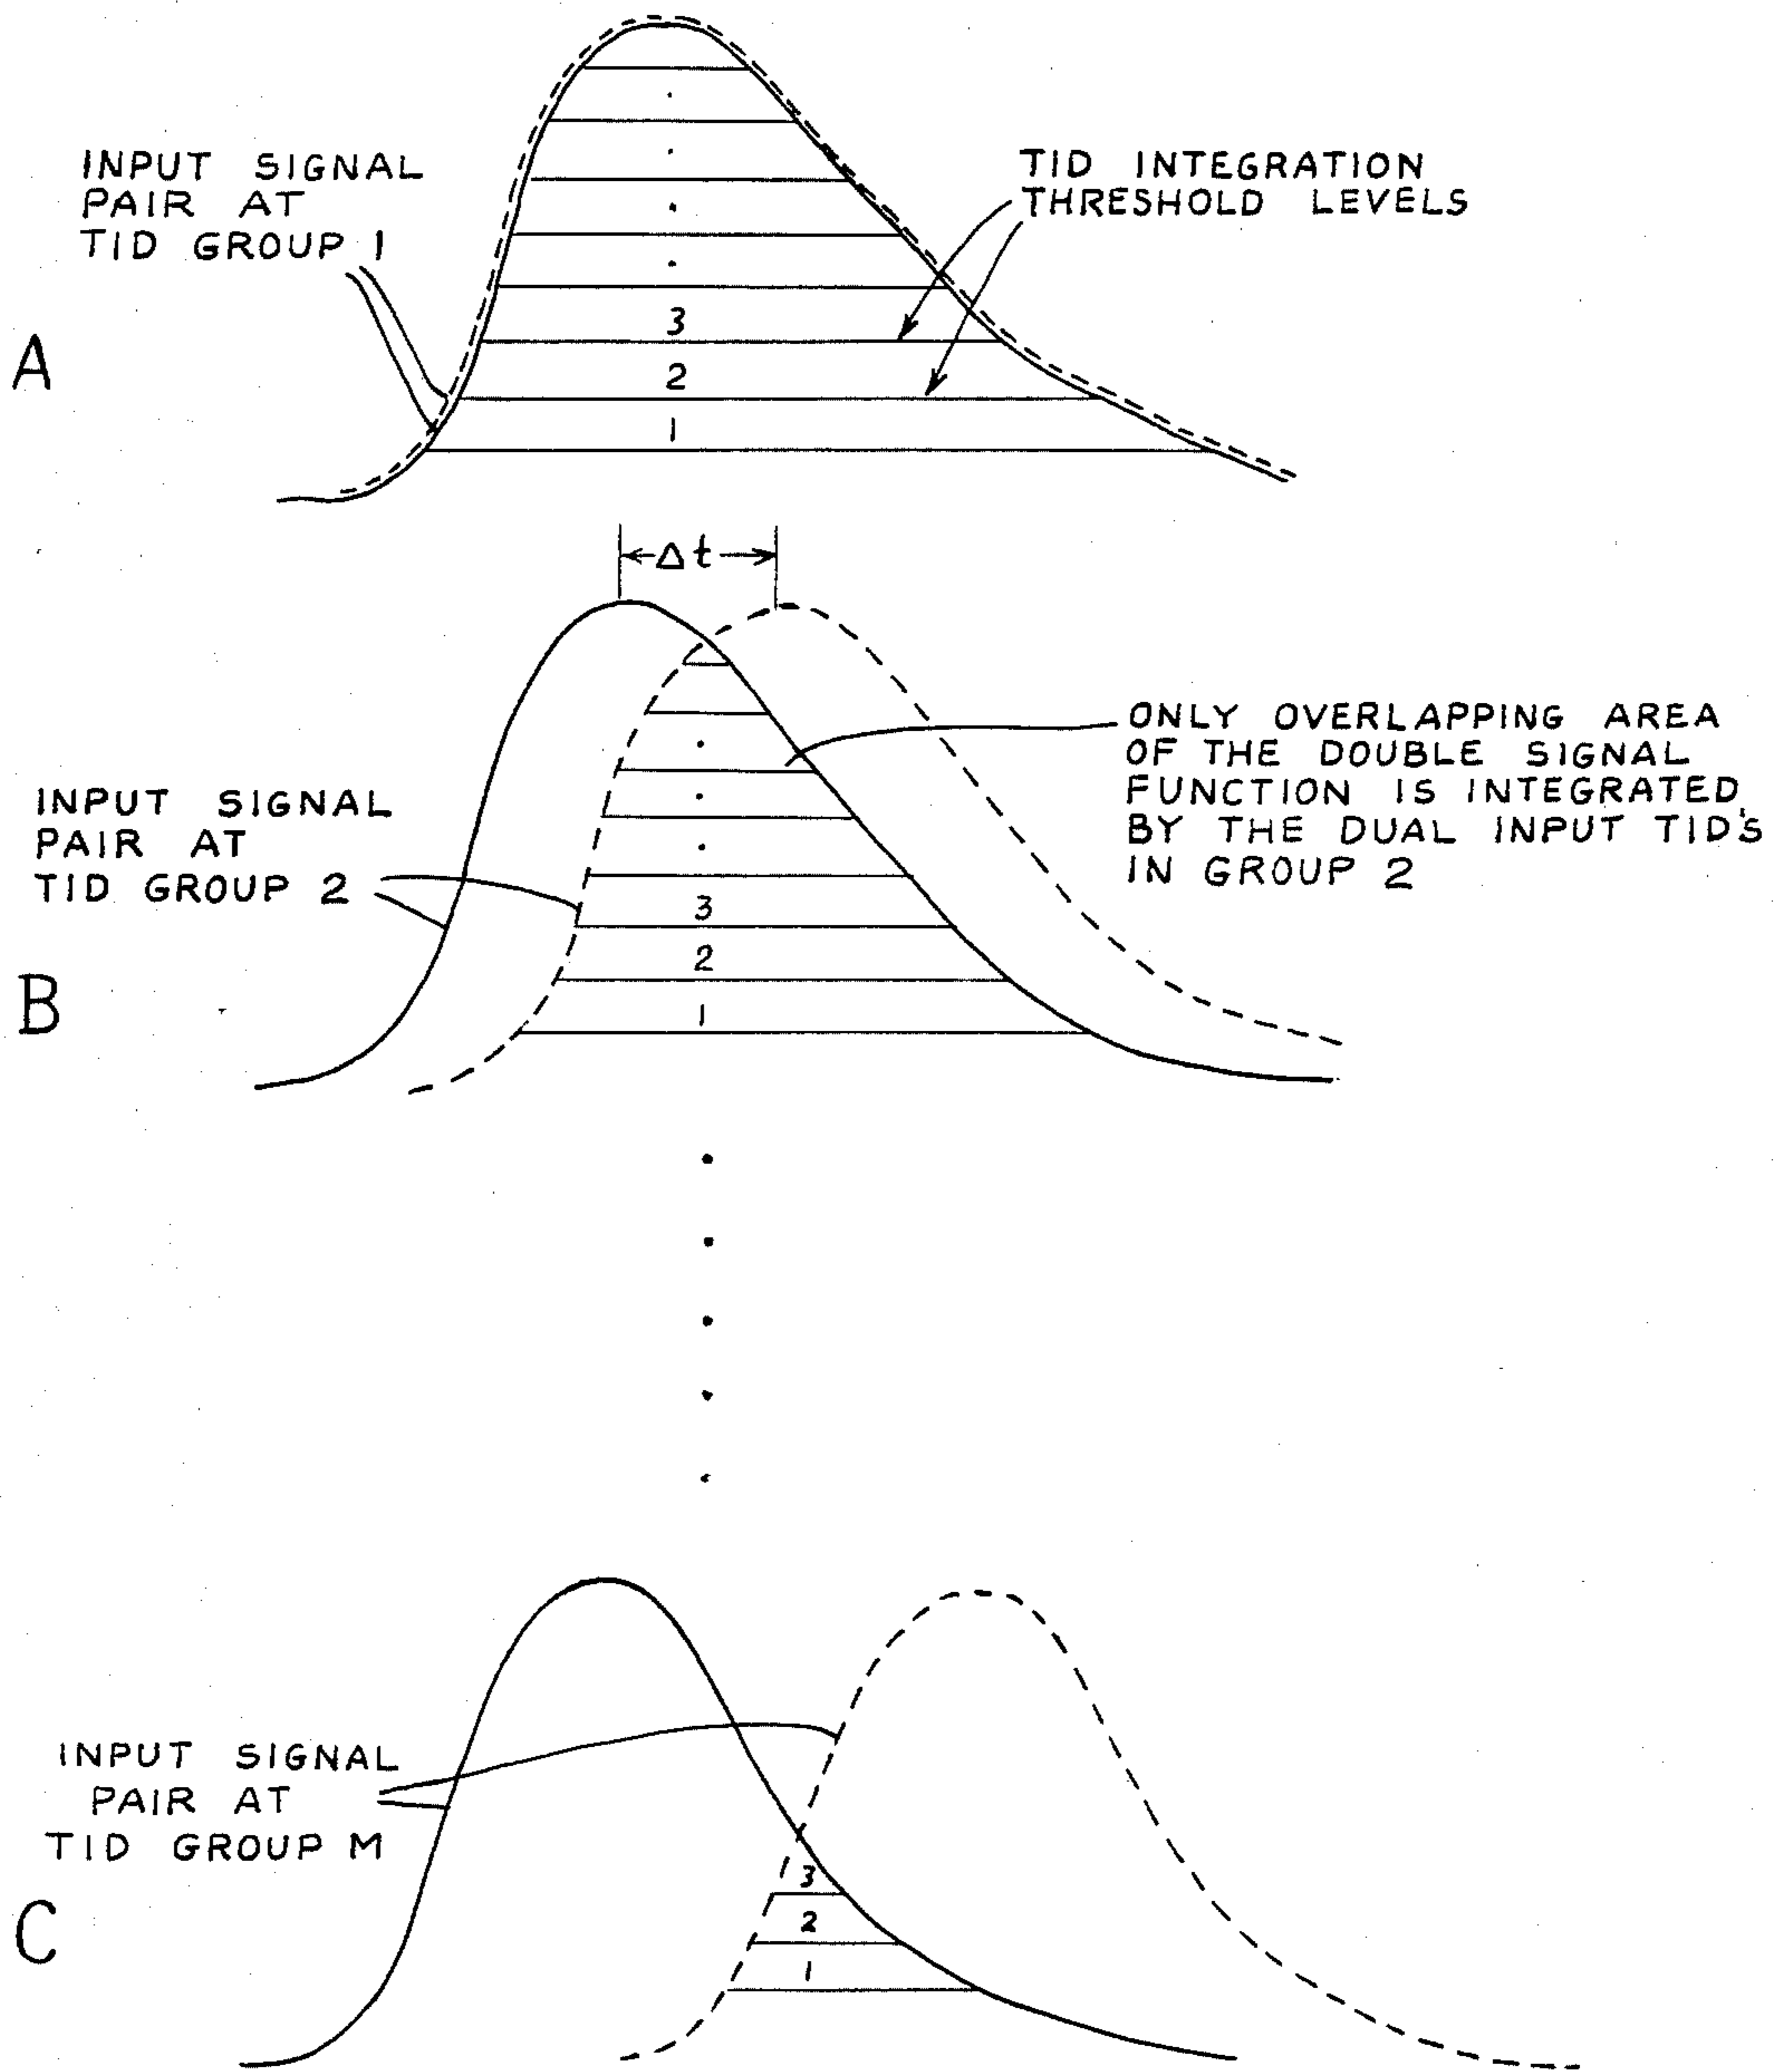 INPUT SIGNAL
PAIR AT
TID GROUP 1
TID INTEGRATION
THRESHOLD LEVELS
3
2
1
A
Δt
ONLY OVERLAPPING AREA
OF THE DOUBLE SIGNAL
FUNCTION IS INTEGRATED
BY THE DUAL INPUT TID'S
IN GROUP 2
INPUT SIGNAL
PAIR AT
TID GROUP 2
3
2
1
B
INPUT SIGNAL
PAIR AT
TID GROUP M
3
2
1
C